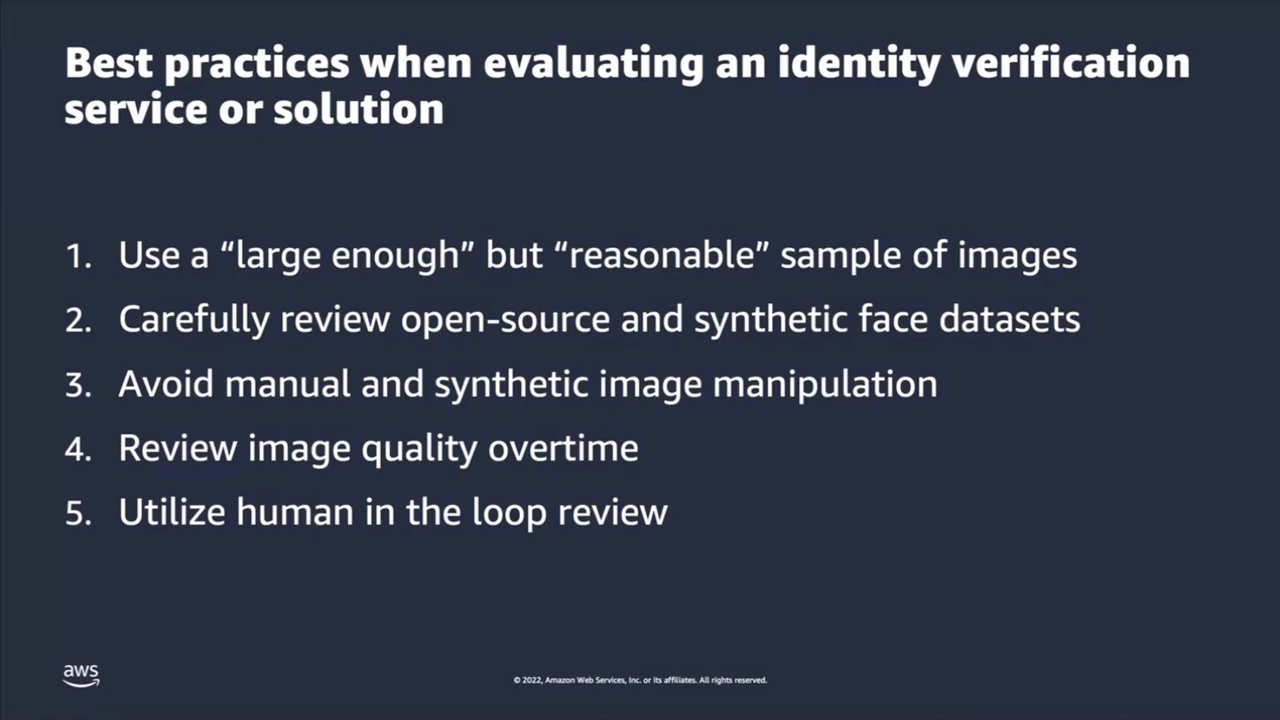 Best practices when evaluating an identity verification
service or solution
1. Use a “large enough” but “reasonable” sample of images
2. Carefully review open-source and synthetic face datasets
3. Avoid manual and synthetic image manipulation
4. Review image quality overtime
5. Utilize human in the loop review
aws
© 2022, Amazon Web Services, Inc. or its affiliates. All rights reserved.